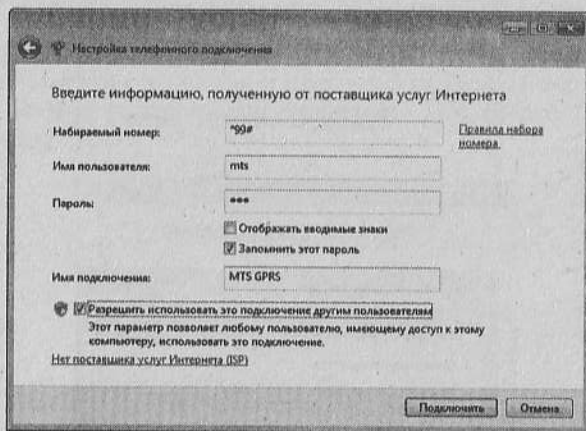 Настройка телефонного подключения
Введите информацию, полученную от поставщика услуг Интернета
Набираемый номер: *99# Правила набора номера.
Имя пользователя: mts
Пароль: •••
Отображать вводимые знаки
Запомнить этот пароль
Имя подключения: MTS GPRS
Разрешить использовать это подключение другим пользователям
Этот параметр позволяет любому пользователю, имеющему доступ к этому
компьютеру, использовать это подключение.
Нет поставщика услуг Интернета (ISP)
Подключить Отмена